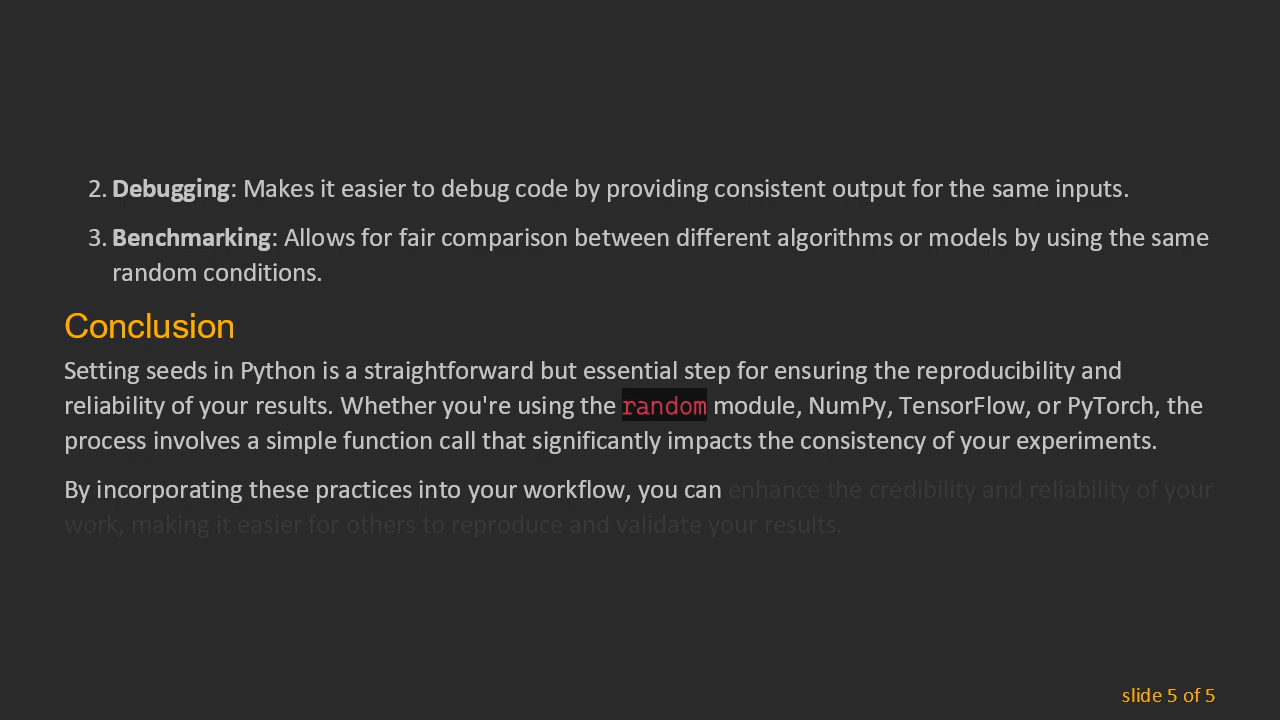 2. Debugging: Makes it easier to debug code by providing consistent output for the same inputs.
3. Benchmarking: Allows for fair comparison between different algorithms or models by using the same
random conditions.
Conclusion
Setting seeds in Python is a straightforward but essential step for ensuring the reproducibility and
reliability of your results. Whether you're using the random module, NumPy, TensorFlow, or PyTorch, the
process involves a simple function call that significantly impacts the consistency of your experiments.
By incorporating these practices into your workflow, you can enhance the credibility and reliability of your
work, making it easier for others to reproduce and validate your results.
slide 5 of 5